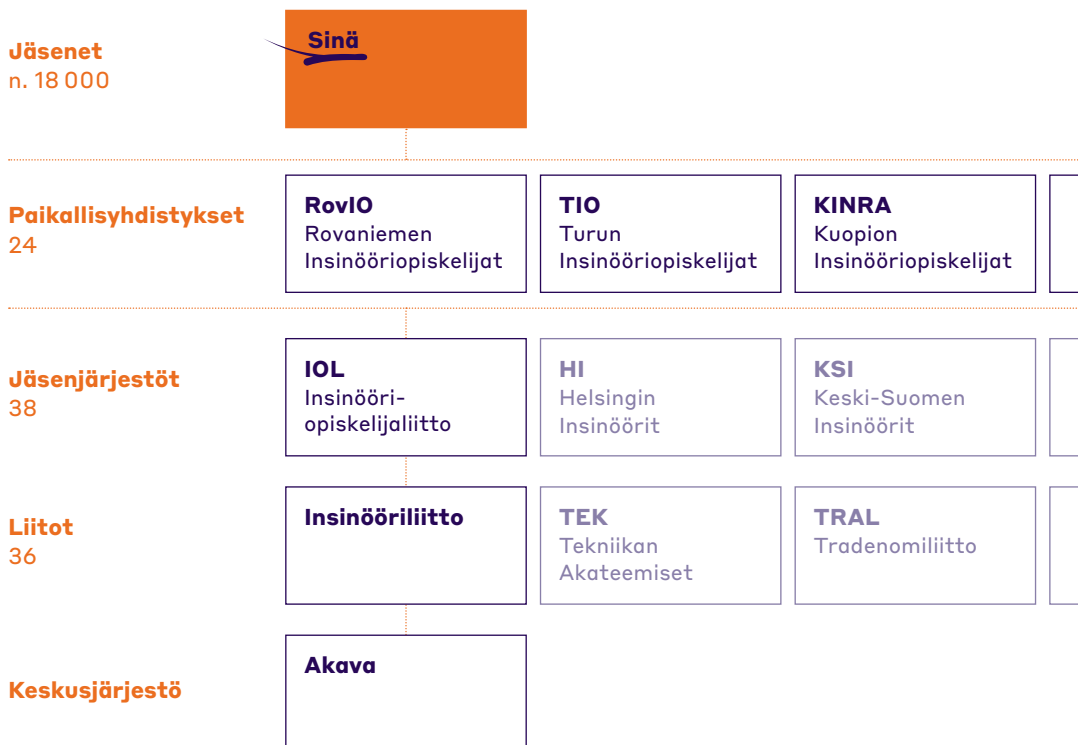 Jäsenet
n. 18 000
Sinä
Paikallisyhdistykset
24
RovIO
Rovaniemen
Insinööriopiskelijat
TIO
Turun
Insinööriopiskelijat
KINRA
Kuopion
Insinööriopiskelijat
Jäsenjärjestöt
38
IOL
Insinööri-
opiskelijaliitto
HI
Helsingin
Insinöörit
KSI
Keski-Suomen
Insinöörit
Liitot
36
Insinööriliitto
TEK
Tekniikan
Akateemiset
TRAL
Tradenomiliitto
Keskusjärjestö
Akava